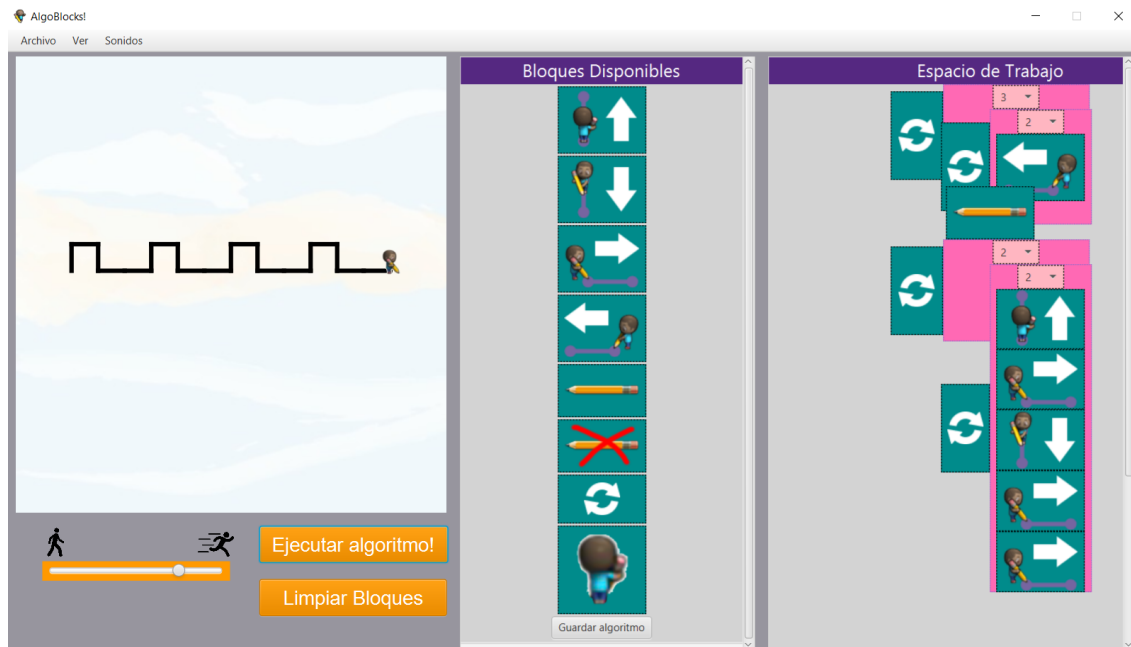 AlgoBlocks!
Archivo Ver Sonidos
Bloques Disponibles
Espacio de Trabajo
3
2
2
2
Ejecutar algoritmo!
Limpiar Bloques
Guardar algoritmo